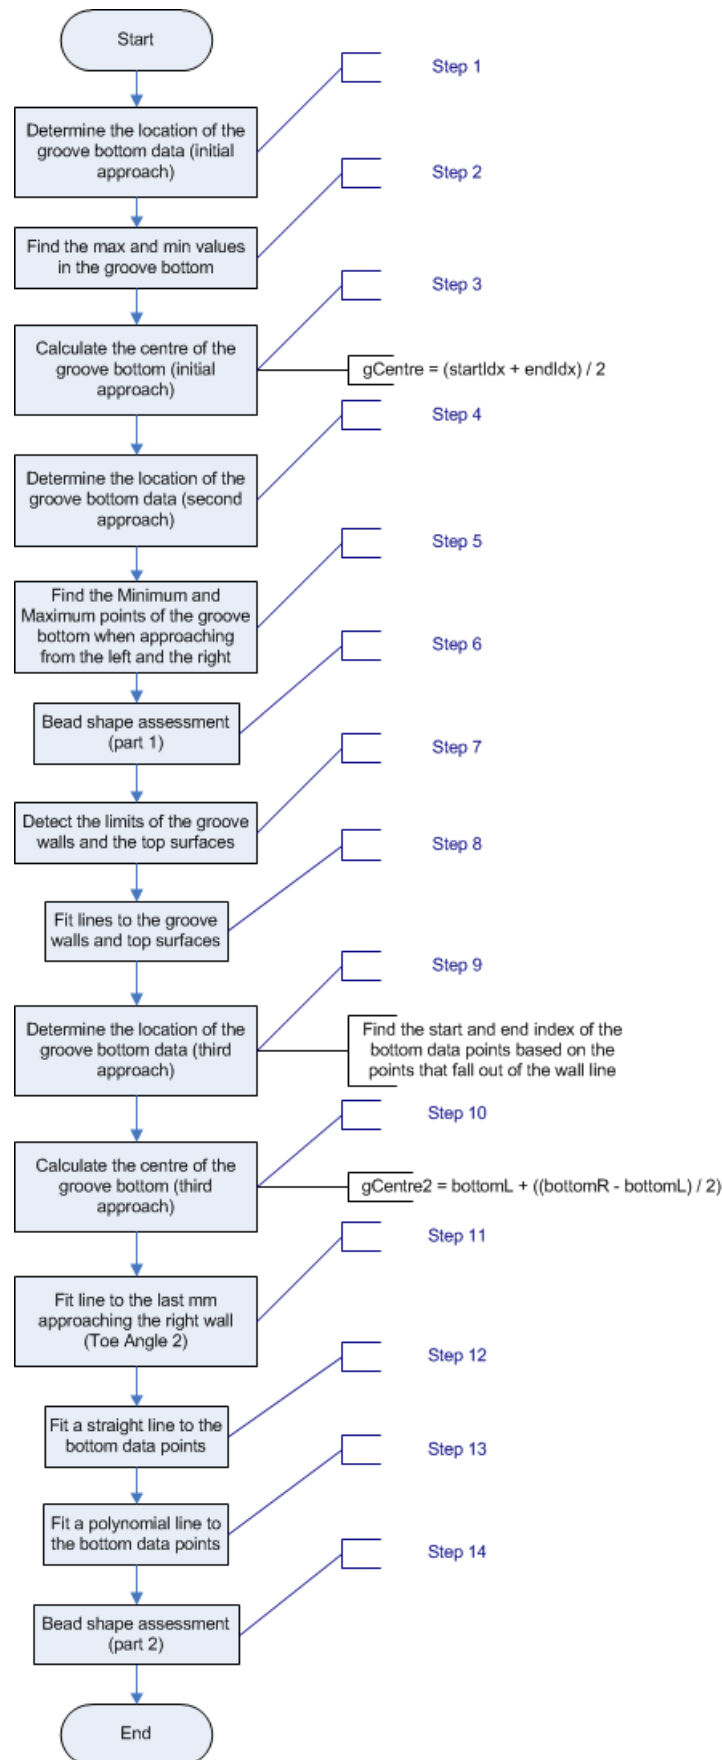 Start
Step 1
Determine the location of the
groove bottom data (initial
approach)
Step 2
Find the max and min values
in the groove bottom
Step 3
Calculate the centre of the
groove bottom (initial
approach)
gCentre = (startIdx + endIdx) / 2
Step 4
Determine the location of the
groove bottom data (second
approach)
Step 5
Find the Minimum and
Maximum points of the groove
bottom when approaching
from the left and the right
Step 6
Bead shape assessment
(part 1)
Step 7
Detect the limits of the groove
walls and the top surfaces
Step 8
Fit lines to the groove
walls and top surfaces
Step 9
Determine the location of the
groove bottom data (third
approach)
Find the start and end index of the
bottom data points based on the
points that fall out of the wall line
Step 10
Calculate the centre of the
groove bottom (third
approach)
gCentre2 = bottomL + ((bottomR - bottomL) / 2)
Step 11
Fit line to the last mm
approaching the right wall
(Toe Angle 2)
Step 12
Fit a straight line to the
bottom data points
Step 13
Fit a polynomial line to
the bottom data points
Step 14
Bead shape assessment
(part 2)
End